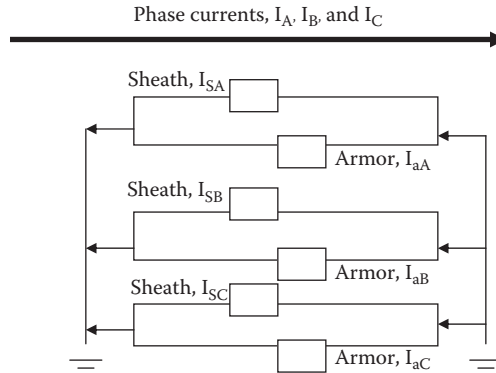 Phase currents, I_A, I_B, and I_C
Sheath, I_SA
Armor, I_aA
Sheath, I_SB
Armor, I_aB
Sheath, I_SC
Armor, I_aC